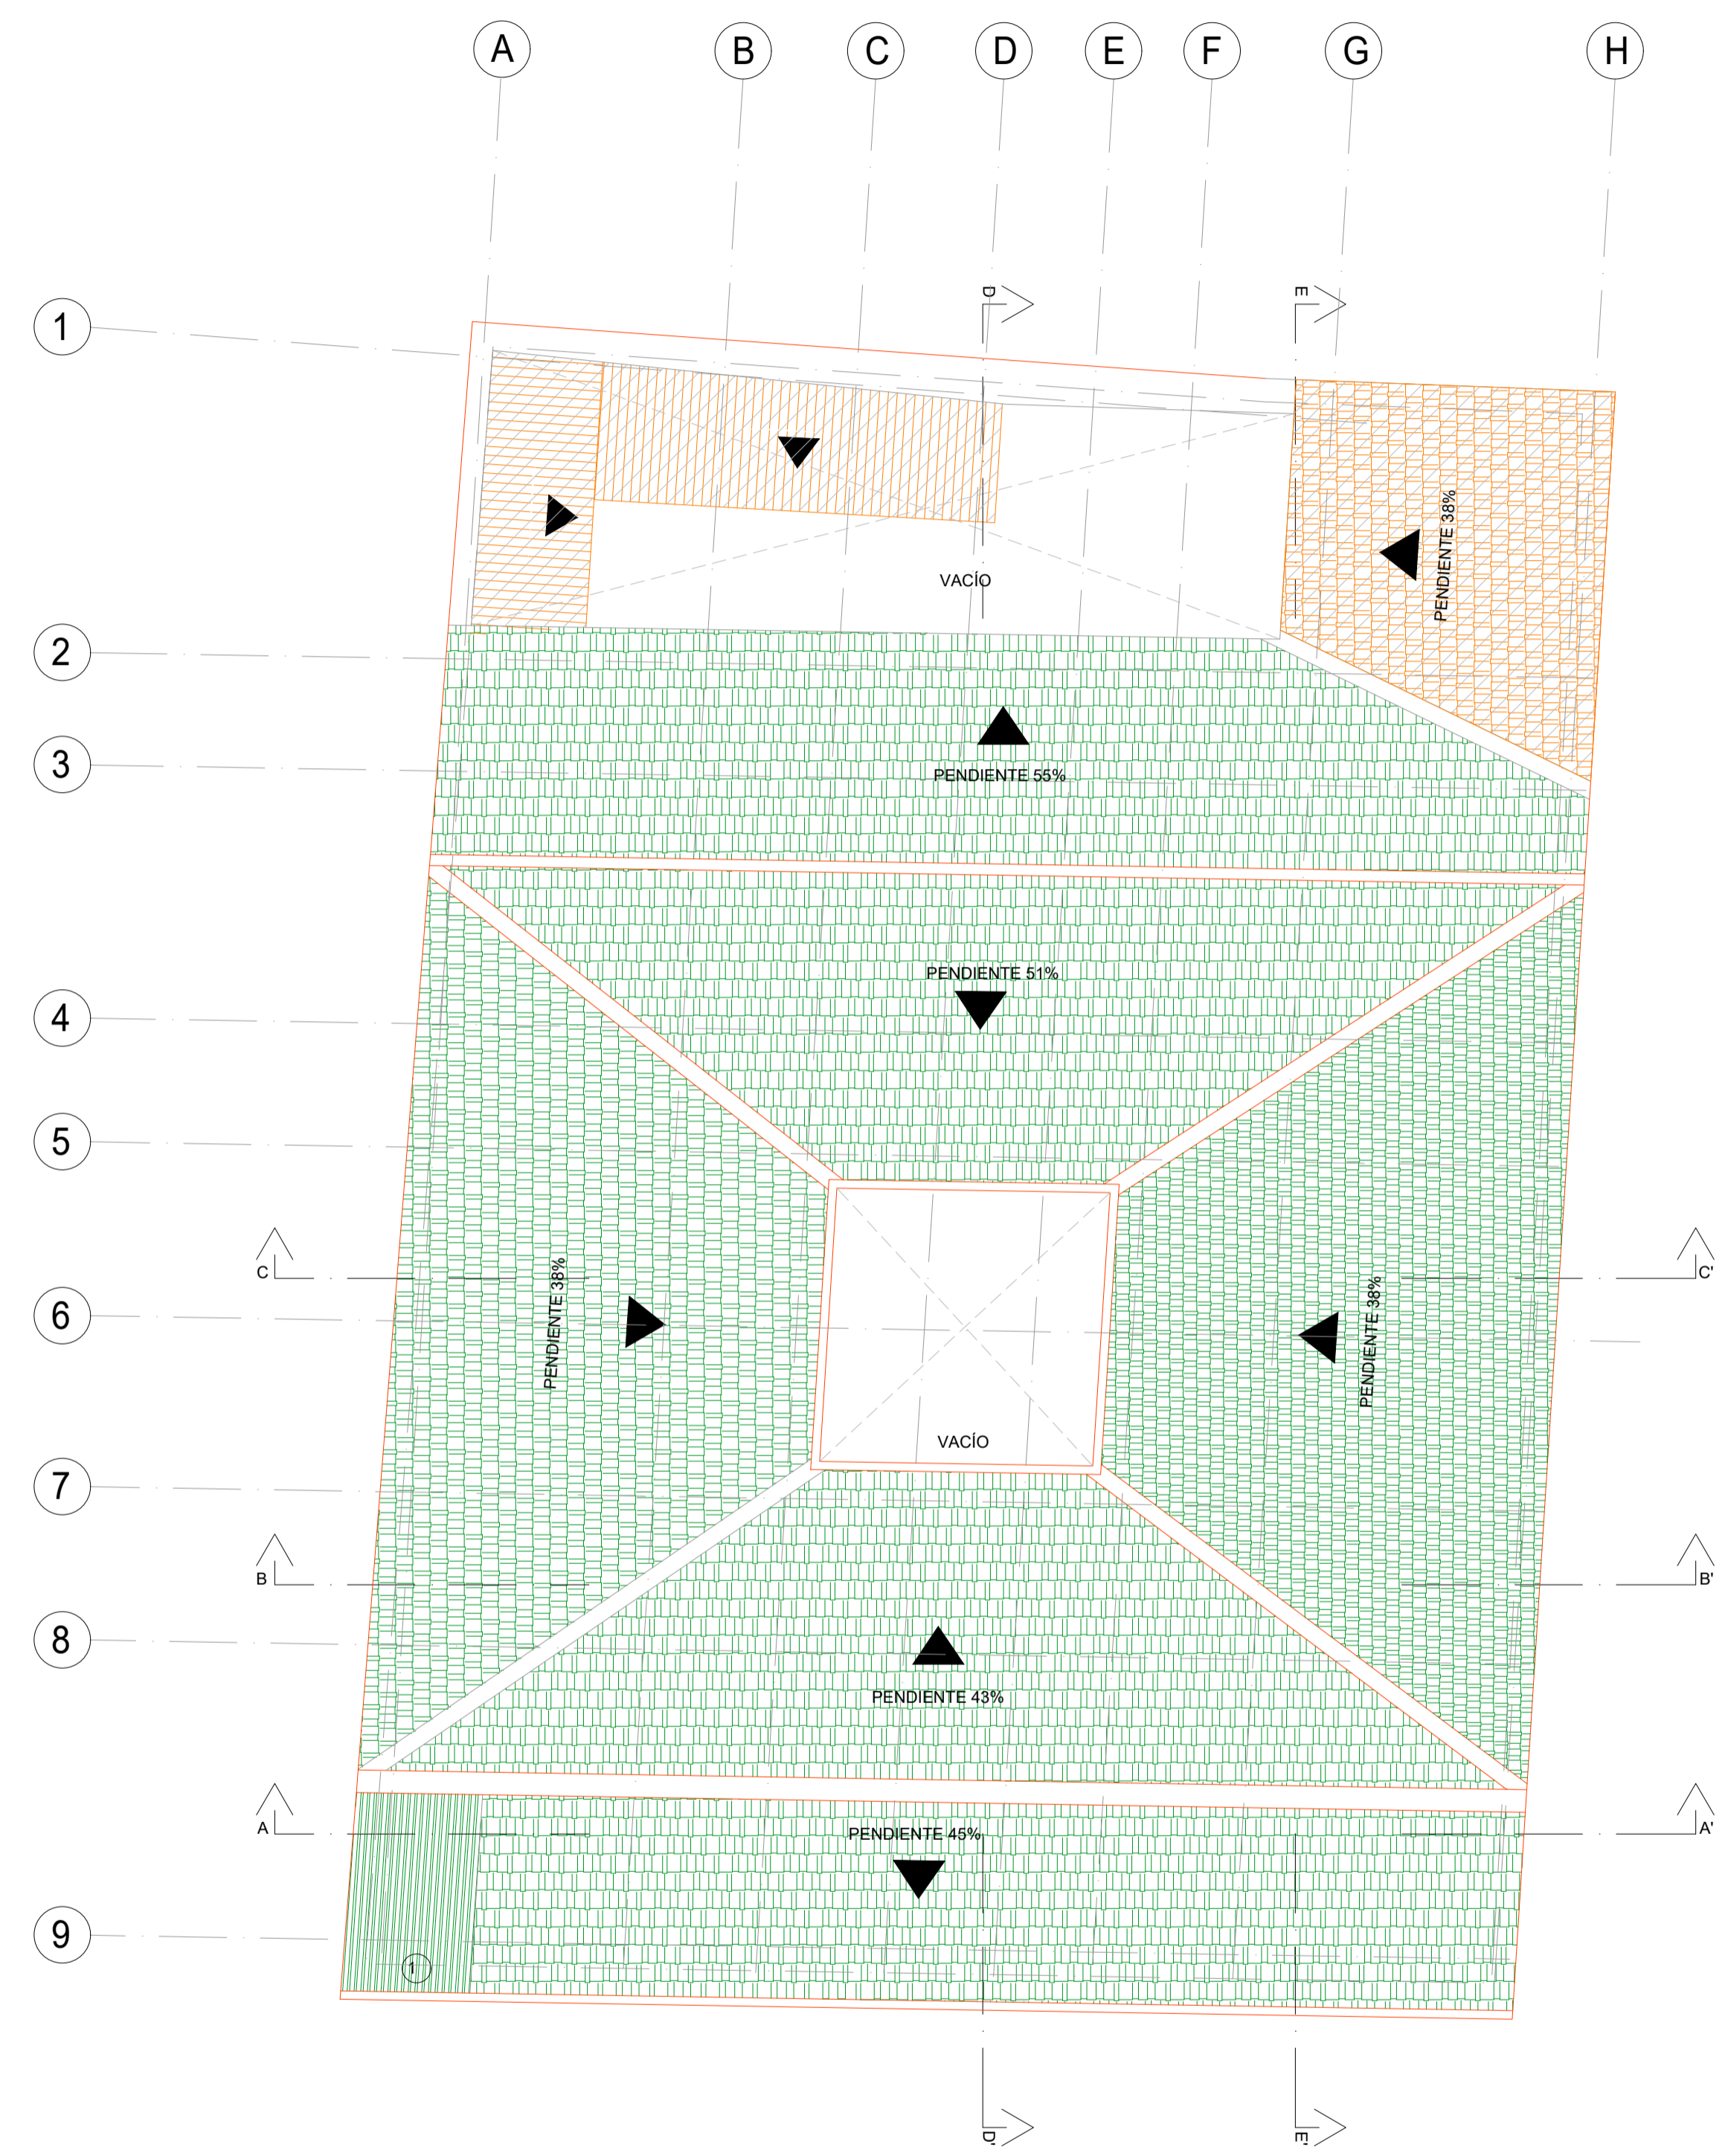 A B C D E F G H
D E
1
VACÍO
PENDIENTE 38%
2
3
PENDIENTE 55%
PENDIENTE 51%
4
5
C C'
PENDIENTE 38%
PENDIENTE 38%
6
VACÍO
7
B B'
8
PENDIENTE 43%
A A'
PENDIENTE 45%
9
1
D' E'